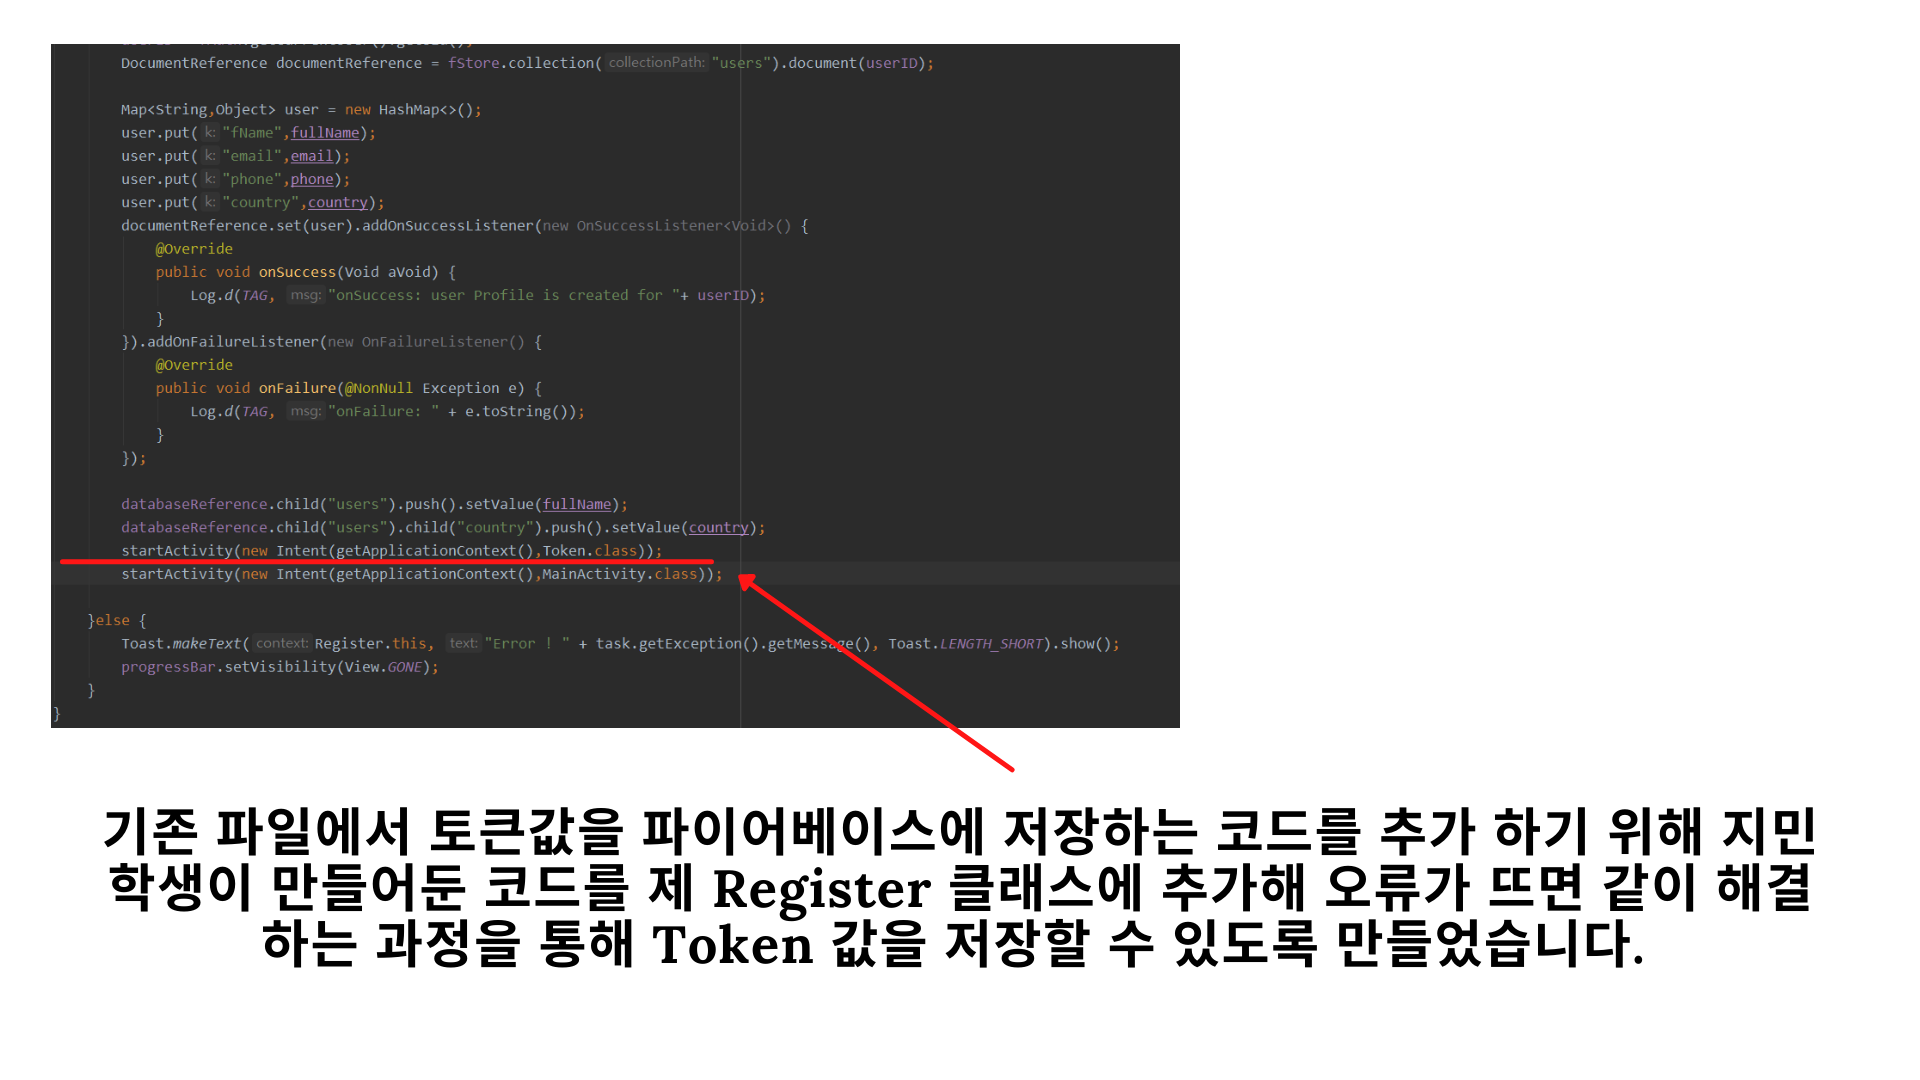 DocumentReference documentReference = fStore.collection( collectionPath: "users").document(userID);
Map<String,Object> user = new HashMap<>();
user.put( k: "fName",fullName);
user.put( k: "email",email);
user.put( k: "phone",phone);
user.put( k: "country",country);
documentReference.set(user).addOnSuccessListener(new OnSuccessListener<Void>() {
@Override
public void onSuccess(Void aVoid) {
Log.d(TAG, msg: "onSuccess: user Profile is created for "+ userID);
}
}).addOnFailureListener(new OnFailureListener() {
@Override
public void onFailure(@NonNull Exception e) {
Log.d(TAG, msg: "onFailure: " + e.toString());
}
});
databaseReference.child("users").push().setValue(fullName);
databaseReference.child("users").child("country").push().setValue(country);
startActivity(new Intent(getApplicationContext(),Token.class));
startActivity(new Intent(getApplicationContext(),MainActivity.class));
}else {
Toast.makeText( context: Register.this, text: "Error ! " + task.getException().getMessage(), Toast.LENGTH_SHORT).show();
progressBar.setVisibility(View.GONE);
}
}
기존 파일에서 토큰값을 파이어베이스에 저장하는 코드를 추가 하기 위해 지민
학생이 만들어둔 코드를 제 Register 클래스에 추가해 오류가 뜨면 같이 해결
하는 과정을 통해 Token 값을 저장할 수 있도록 만들었습니다.